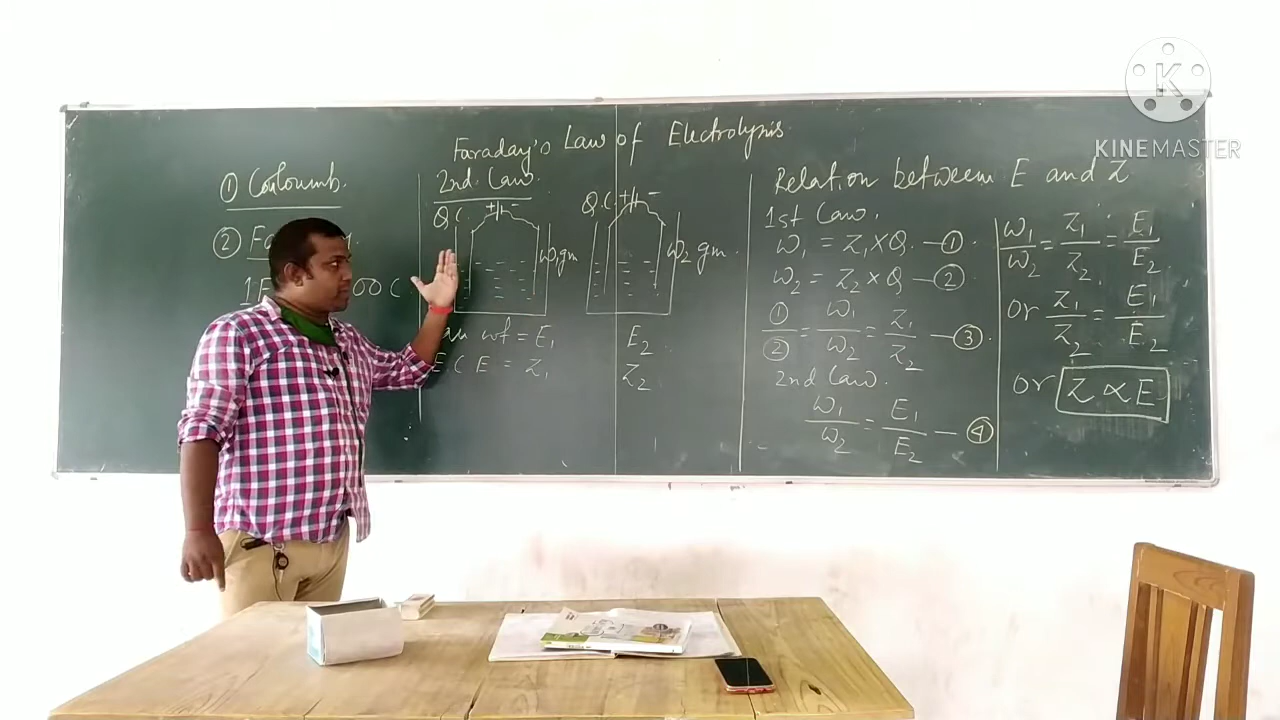 KINEMASTER
Faraday's Law of Electrolysis
① Couloumb.
②
1F
00 C
2nd. Law
Q C. + -
W₁ gm
wt = E₁
E.C E = Z₁
Q.C + -
W₂ gm.
E₂
Z₂
Relation between E and Z
1st Law.
W₁ = Z₁ × Q. — ①
W₂ = Z₂ × Q — ②
①/② = W₁/W₂ = Z₁/Z₂ — ③.
2nd Law.
W₁/W₂ = E₁/E₂ — ④
W₁/W₂ = Z₁/Z₂ = E₁/E₂
or Z₁/Z₂ = E₁/E₂
or Z ∝ E